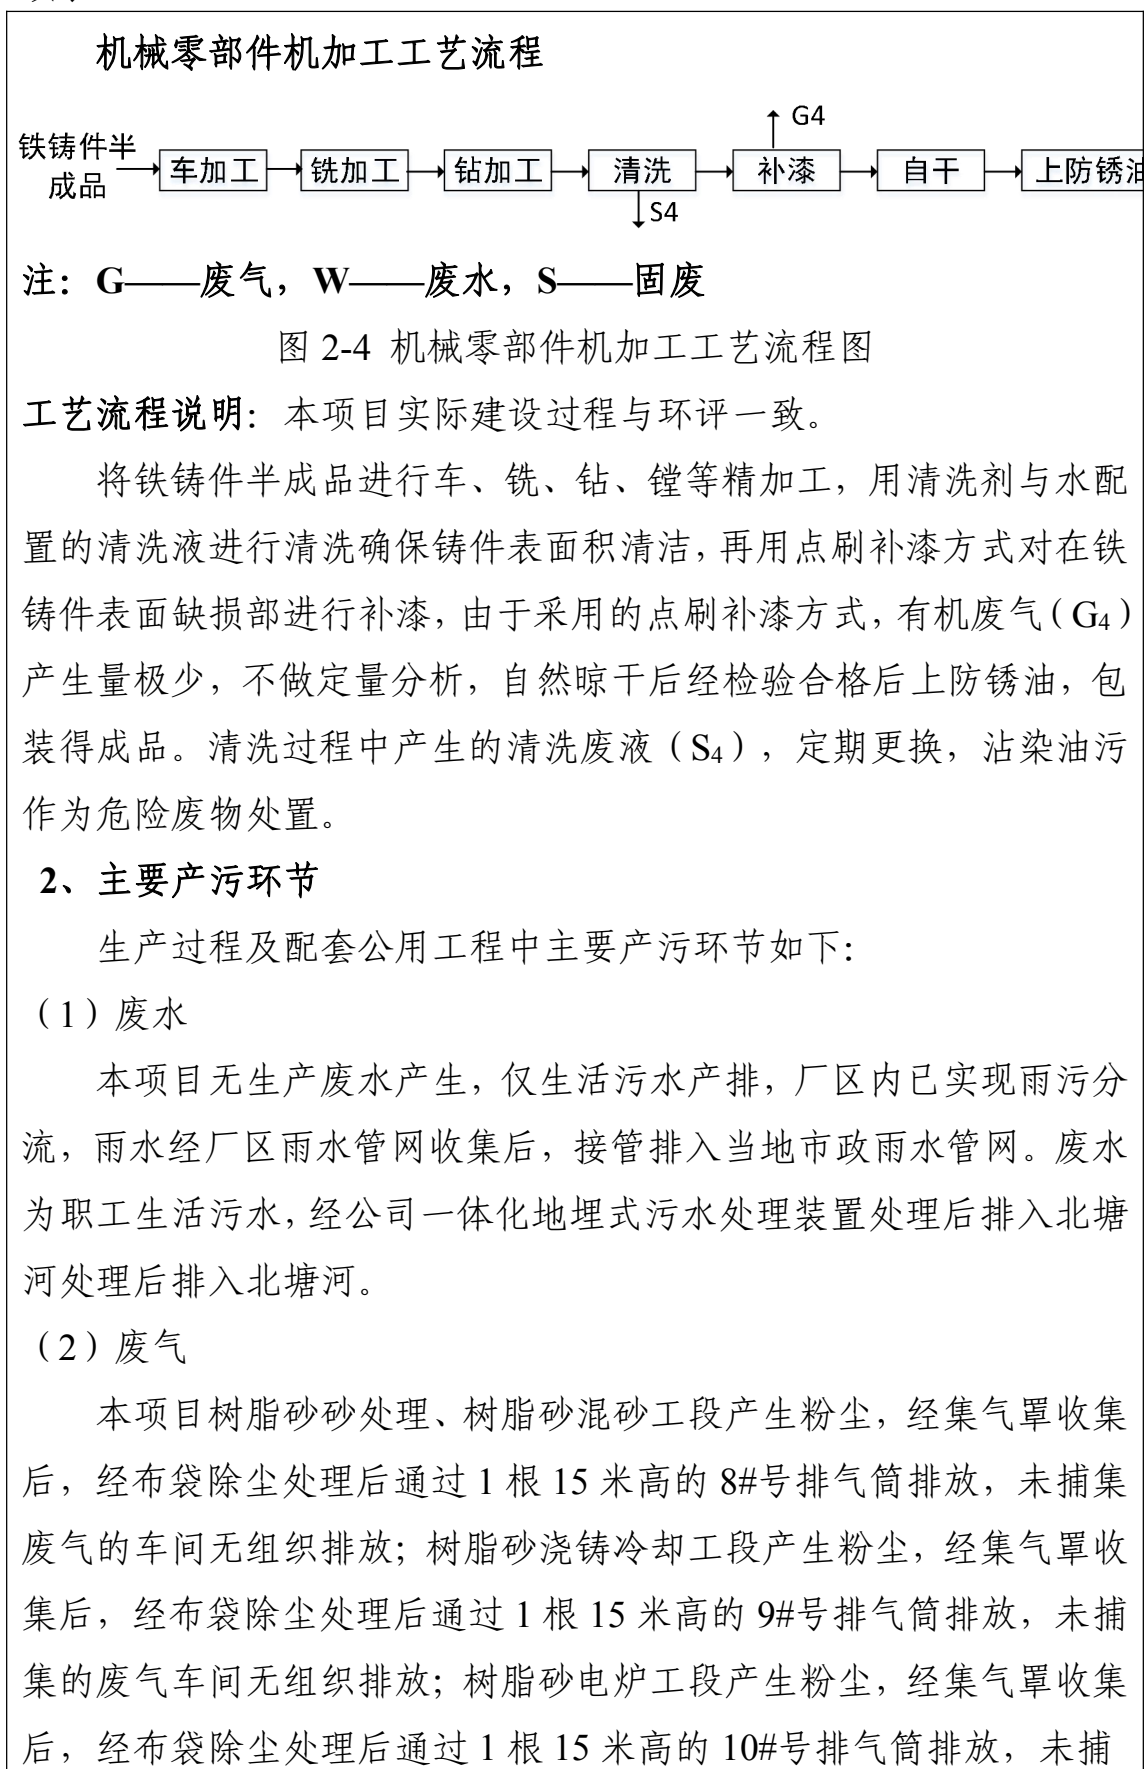 机械零部件机加工工艺流程
G4
铁铸件半
成品
车加工
铣加工
钻加工
清洗
补漆
自干
上防锈油
S4
注：G——废气，W——废水，S——固废
图 2-4 机械零部件机加工工艺流程图
工艺流程说明：本项目实际建设过程与环评一致。
将铁铸件半成品进行车、铣、钻、镗等精加工，用清洗剂与水配
置的清洗液进行清洗确保铸件表面积清洁，再用点刷补漆方式对在铁
铸件表面缺损部进行补漆，由于采用的点刷补漆方式，有机废气（G4）
产生量极少，不做定量分析，自然晾干后经检验合格后上防锈油，包
装得成品。清洗过程中产生的清洗废液（S4），定期更换，沾染油污
作为危险废物处置。
2、主要产污环节
生产过程及配套公用工程中主要产污环节如下：
（1）废水
本项目无生产废水产生，仅生活污水产排，厂区内已实现雨污分
流，雨水经厂区雨水管网收集后，接管排入当地市政雨水管网。废水
为职工生活污水，经公司一体化地埋式污水处理装置处理后排入北塘
河处理后排入北塘河。
（2）废气
本项目树脂砂砂处理、树脂砂混砂工段产生粉尘，经集气罩收集
后，经布袋除尘处理后通过 1 根 15 米高的 8#号排气筒排放，未捕集
废气的车间无组织排放；树脂砂浇铸冷却工段产生粉尘，经集气罩收
集后，经布袋除尘处理后通过 1 根 15 米高的 9#号排气筒排放，未捕
集的废气车间无组织排放；树脂砂电炉工段产生粉尘，经集气罩收集
后，经布袋除尘处理后通过 1 根 15 米高的 10#号排气筒排放，未捕